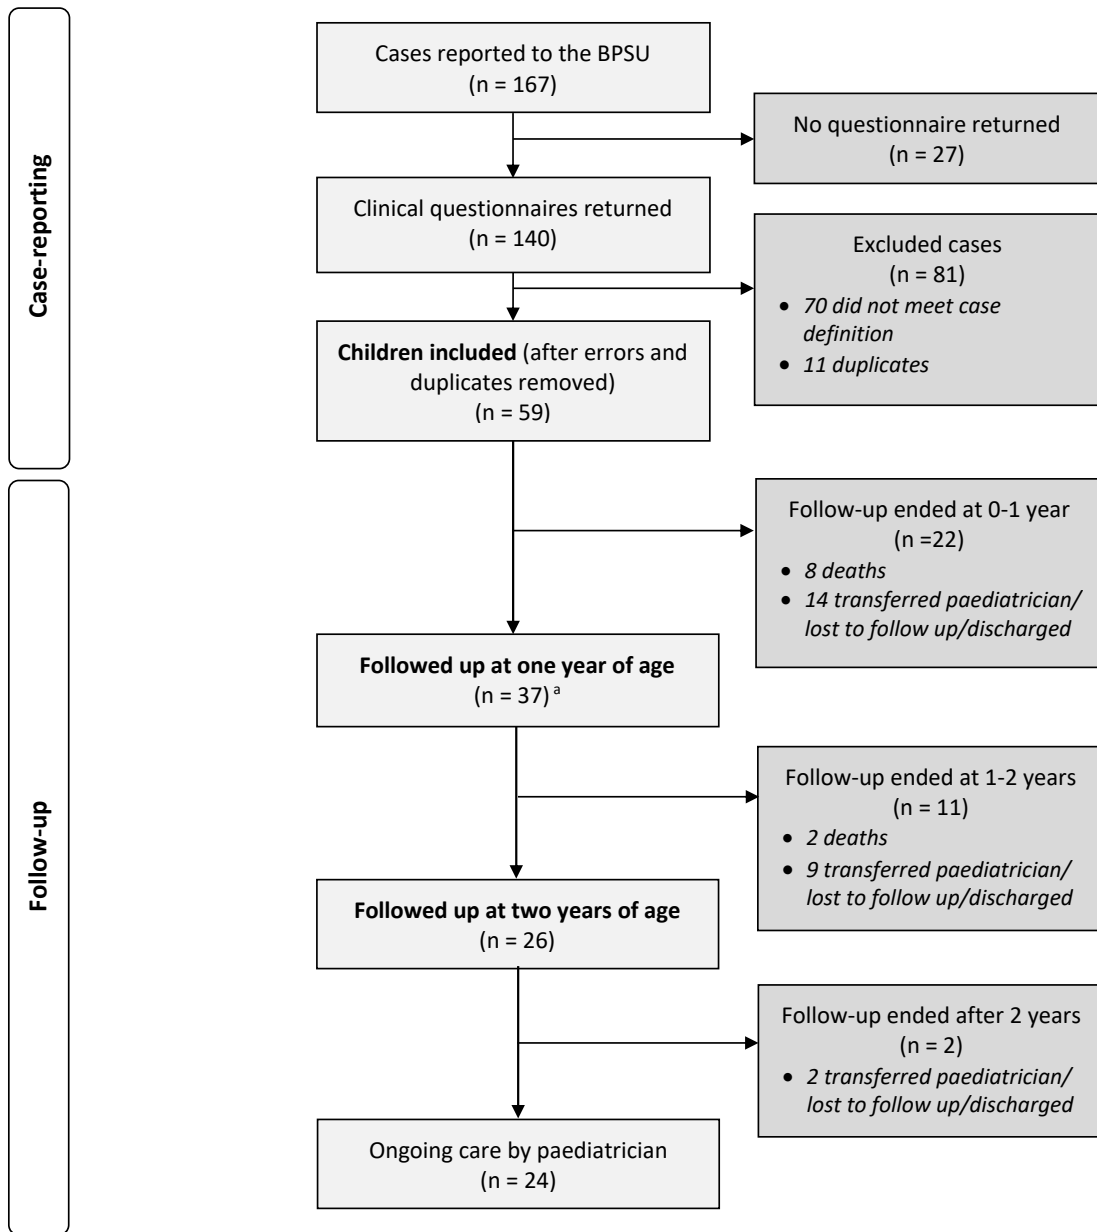 Case-reporting
Cases reported to the BPSU
(n = 167)
No questionnaire returned
(n = 27)
Clinical questionnaires returned
(n = 140)
Excluded cases
(n = 81)
• 70 did not meet case
definition
• 11 duplicates
Children included (after errors and
duplicates removed)
(n = 59)
Follow-up
Follow-up ended at 0-1 year
(n =22)
• 8 deaths
• 14 transferred paediatrician/
lost to follow up/discharged
Followed up at one year of age
(n = 37) a
Follow-up ended at 1-2 years
(n = 11)
• 2 deaths
• 9 transferred paediatrician/
lost to follow up/discharged
Followed up at two years of age
(n = 26)
Follow-up ended after 2 years
(n = 2)
• 2 transferred paediatrician/
lost to follow up/discharged
Ongoing care by paediatrician
(n = 24)